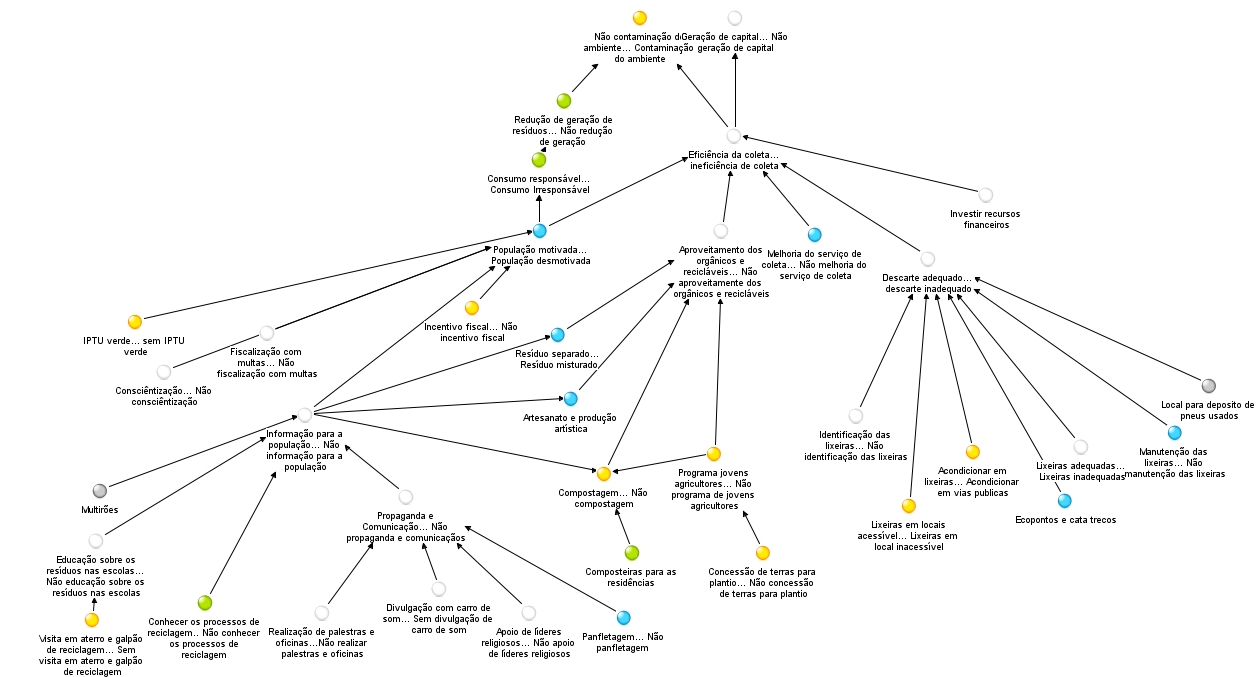 Não contaminação d
ambiente... Contaminação
do ambiente
Geração de capital... Não
geração de capital
Redução de geração de
resíduos... Não redução
de geração
Eficiência da coleta...
ineficiência de coleta
Consumo responsável...
Consumo Irresponsável
Investir recursos
financeiros
População motivada...
População desmotivada
Aproveitamento dos
orgânicos e
recicláveis... Não
aproveitamente dos
orgânicos e recicláveis
Melhoria do serviço de
coleta... Não melhoria do
serviço de coleta
Descarte adequado...
descarte inadequado
IPTU verde... sem IPTU
verde
Fiscalização com
multas... Não
fiscalização com multas
Incentivo fiscal... Não
incentivo fiscal
Resíduo separado...
Resíduo misturado
Consciêntização... Não
consciêntização
Artesanato e produção
artística
Local para deposito de
pneus usados
Informação para a
população... Não
informação para a
população
Identificação das
lixeiras... Não
identificação das lixeiras
Manutenção das
lixeiras... Não
manutenção das lixeiras
Lixeiras adequadas...
Lixeiras inadequadas
Acondicionar em
lixeiras... Acondicionar
em vias publicas
Programa jovens
agricultores... Não
programa de jovens
agricultores
Compostagem... Não
compostagem
Multirões
Ecopontos e cata trecos
Propaganda e
Comunicação... Não
propaganda e comunicações
Lixeiras em locais
acessível... Lixeiras em
local inacessível
Educação sobre os
resíduos nas escolas...
Não educação sobre os
resíduos nas escolas
Composteiras para as
residências
Concessão de terras para
plantio... Não concessão
de terras para plantio
Conhecer os processos de
reciclagem... Não conhecer
os processos de
reciclagem
Divulgação com carro de
som... Sem divulgação de
carro de som
Realização de palestras e
oficinas...Não realizar
palestras e oficinas
Apoio de líderes
religiosos... Não apoio
de líderes religiosos
Panfletagem... Não
panfletagem
Visita em aterro e galpão
de reciclagem... Sem
visita em aterro e galpão
de reciclagem